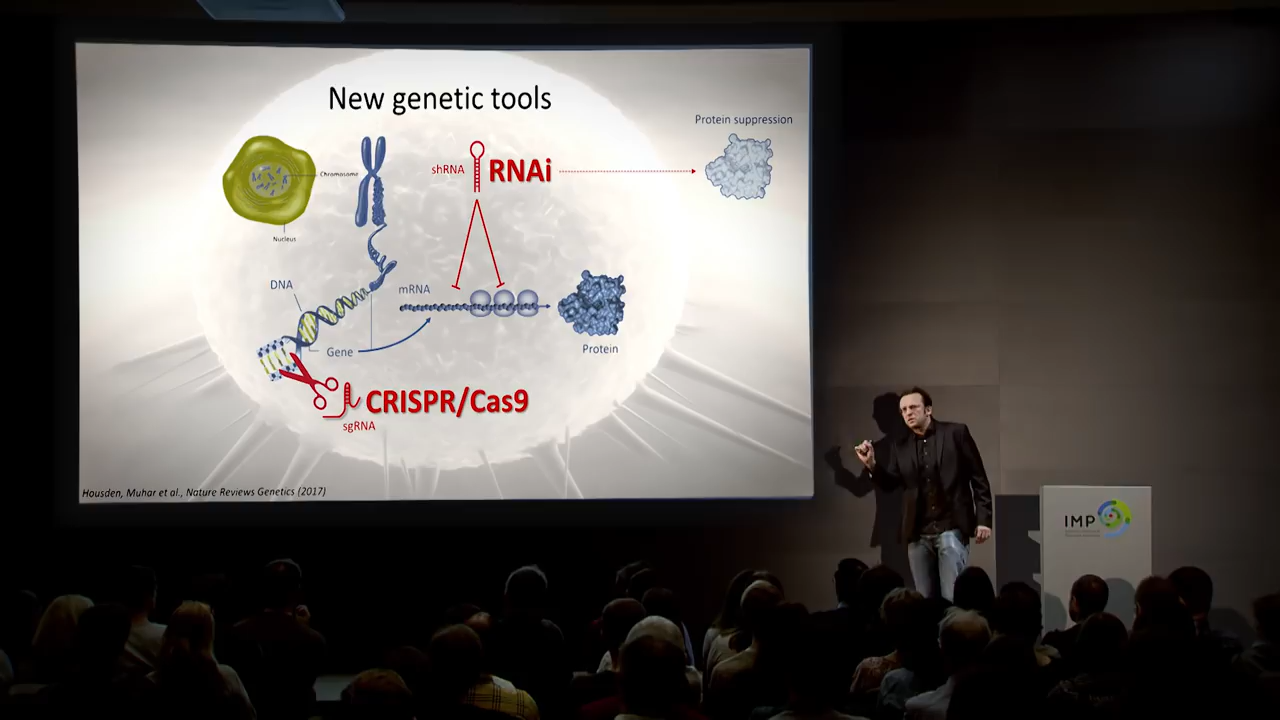 New genetic tools
Protein suppression
Chromosome
shRNA
RNAi
Nucleus
DNA
mRNA
Gene
Protein
CRISPR/Cas9
sgRNA
Housden, Muhar et al., Nature Reviews Genetics (2017)
IMP